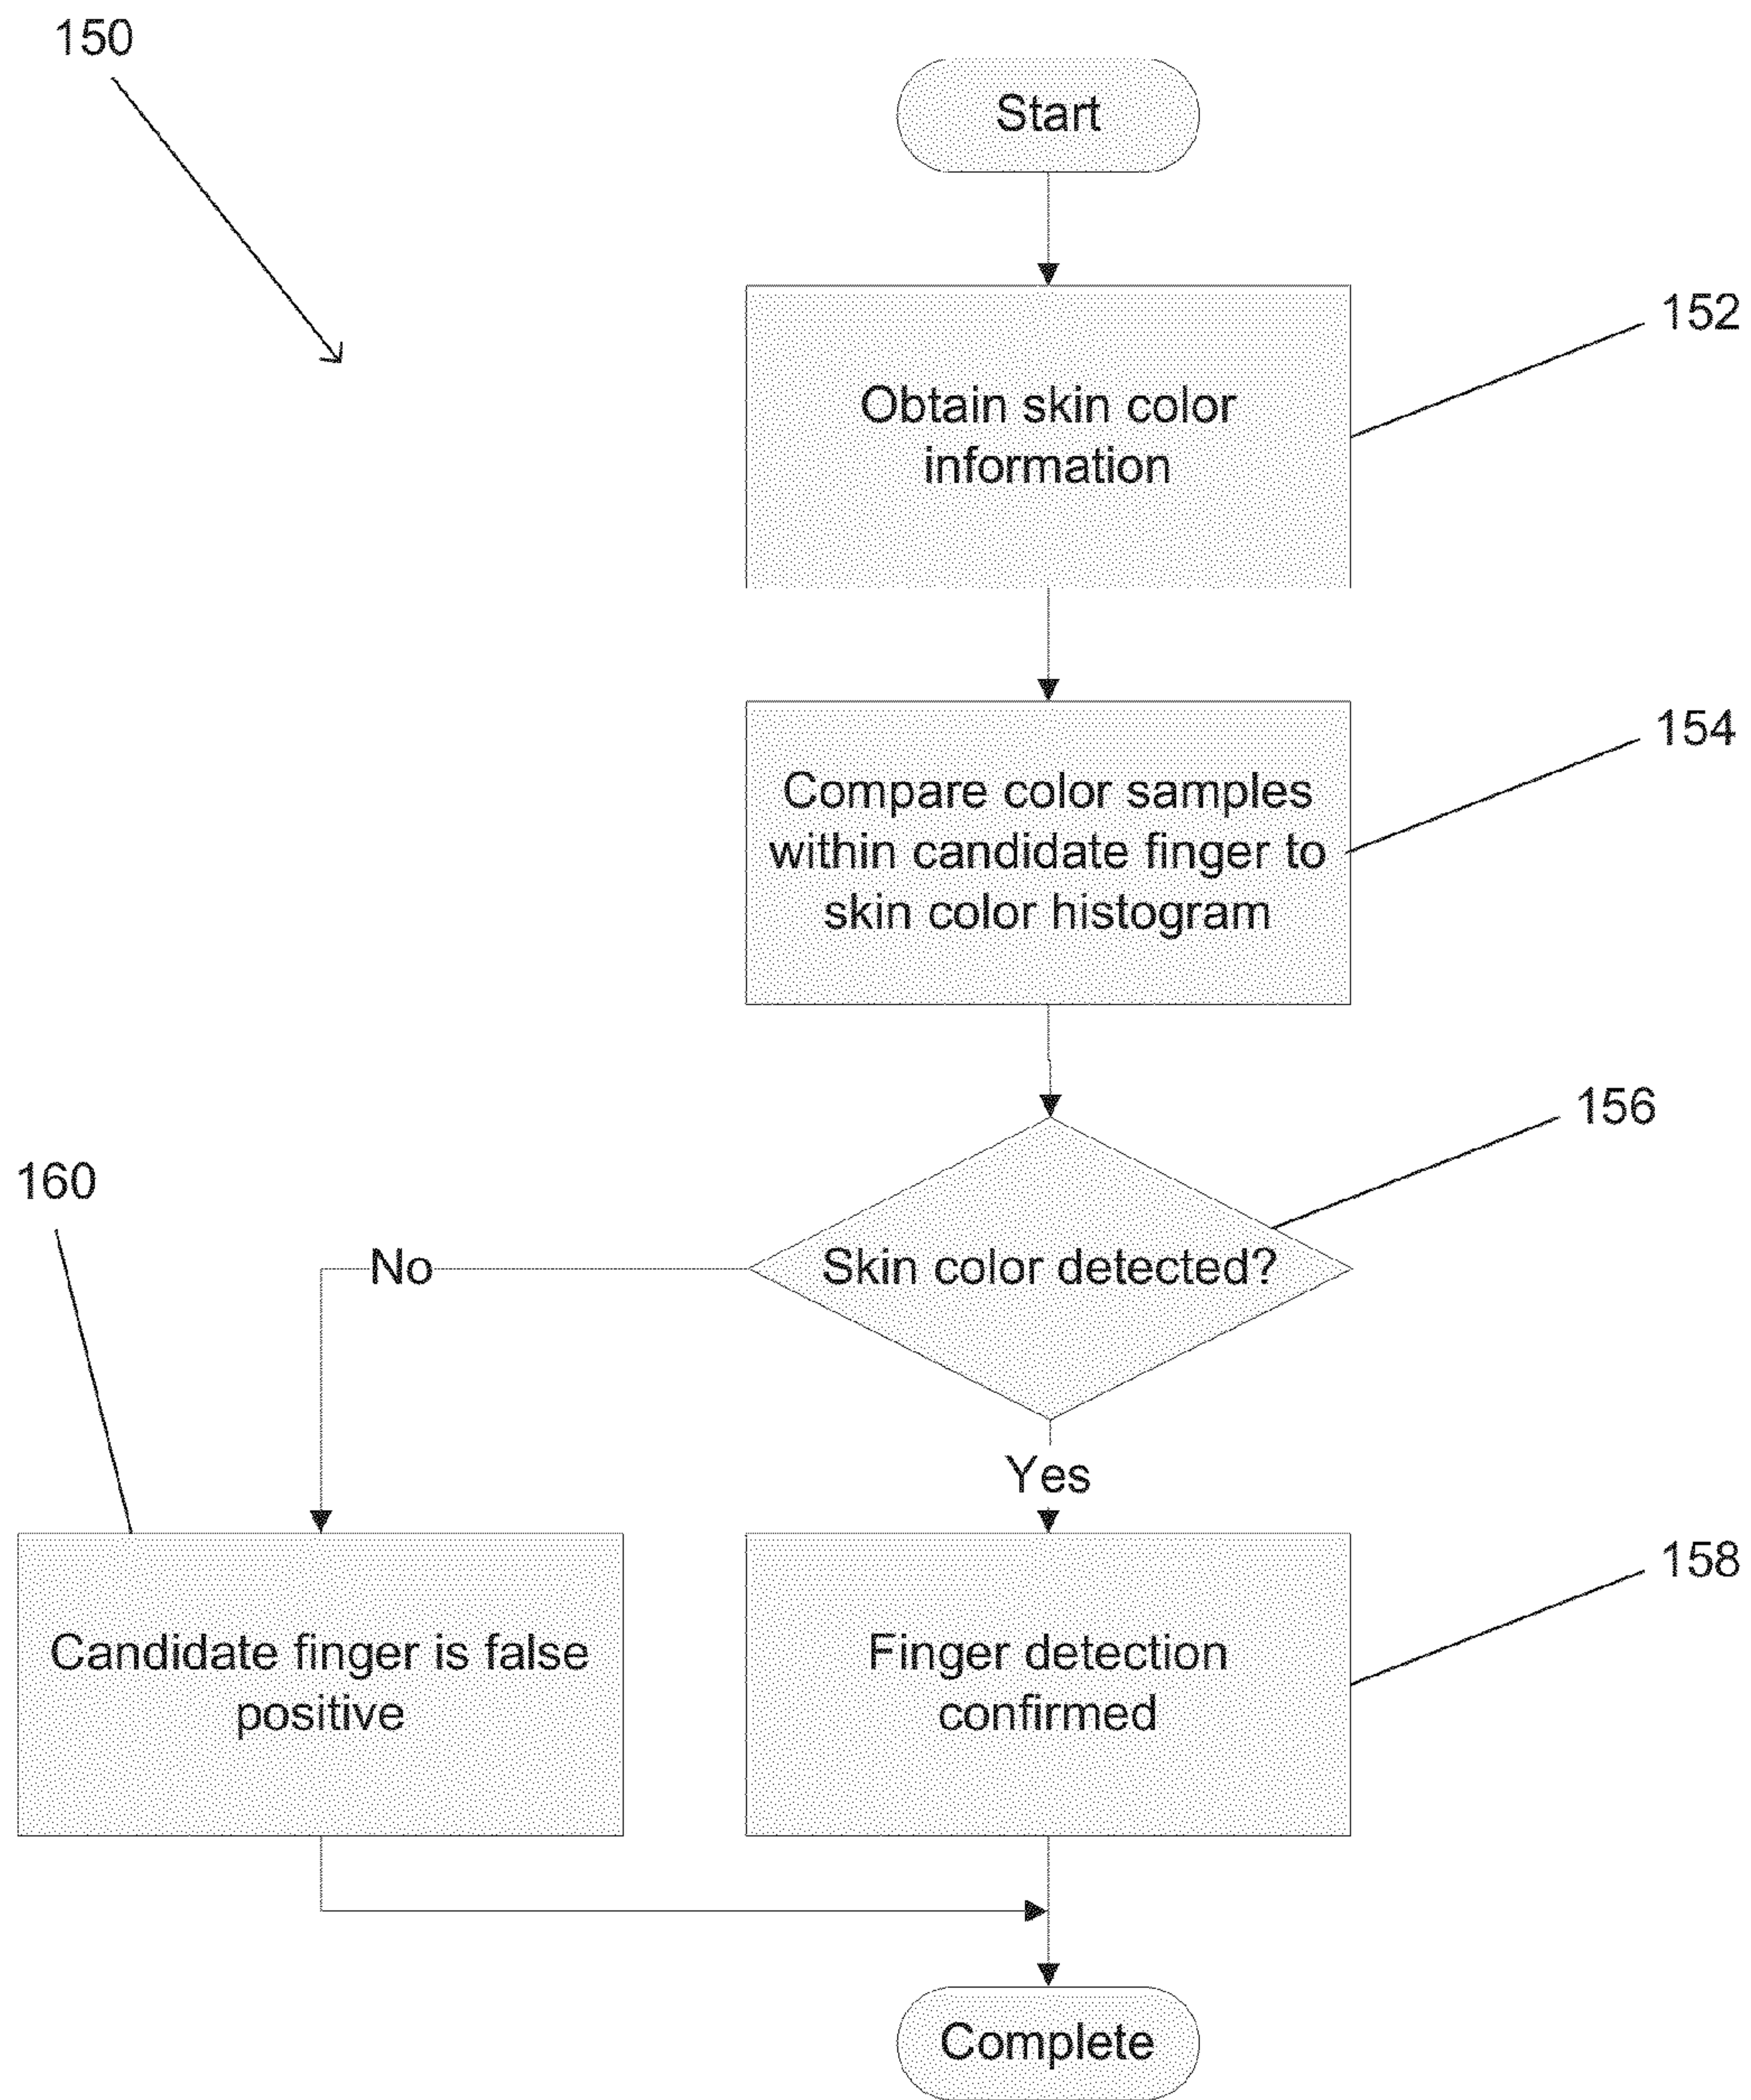 150
Start
152
Obtain skin color
information
154
Compare color samples
within candidate finger to
skin color histogram
156
Skin color detected?
160
No
Yes
158
Candidate finger is false
positive
Finger detection
confirmed
Complete